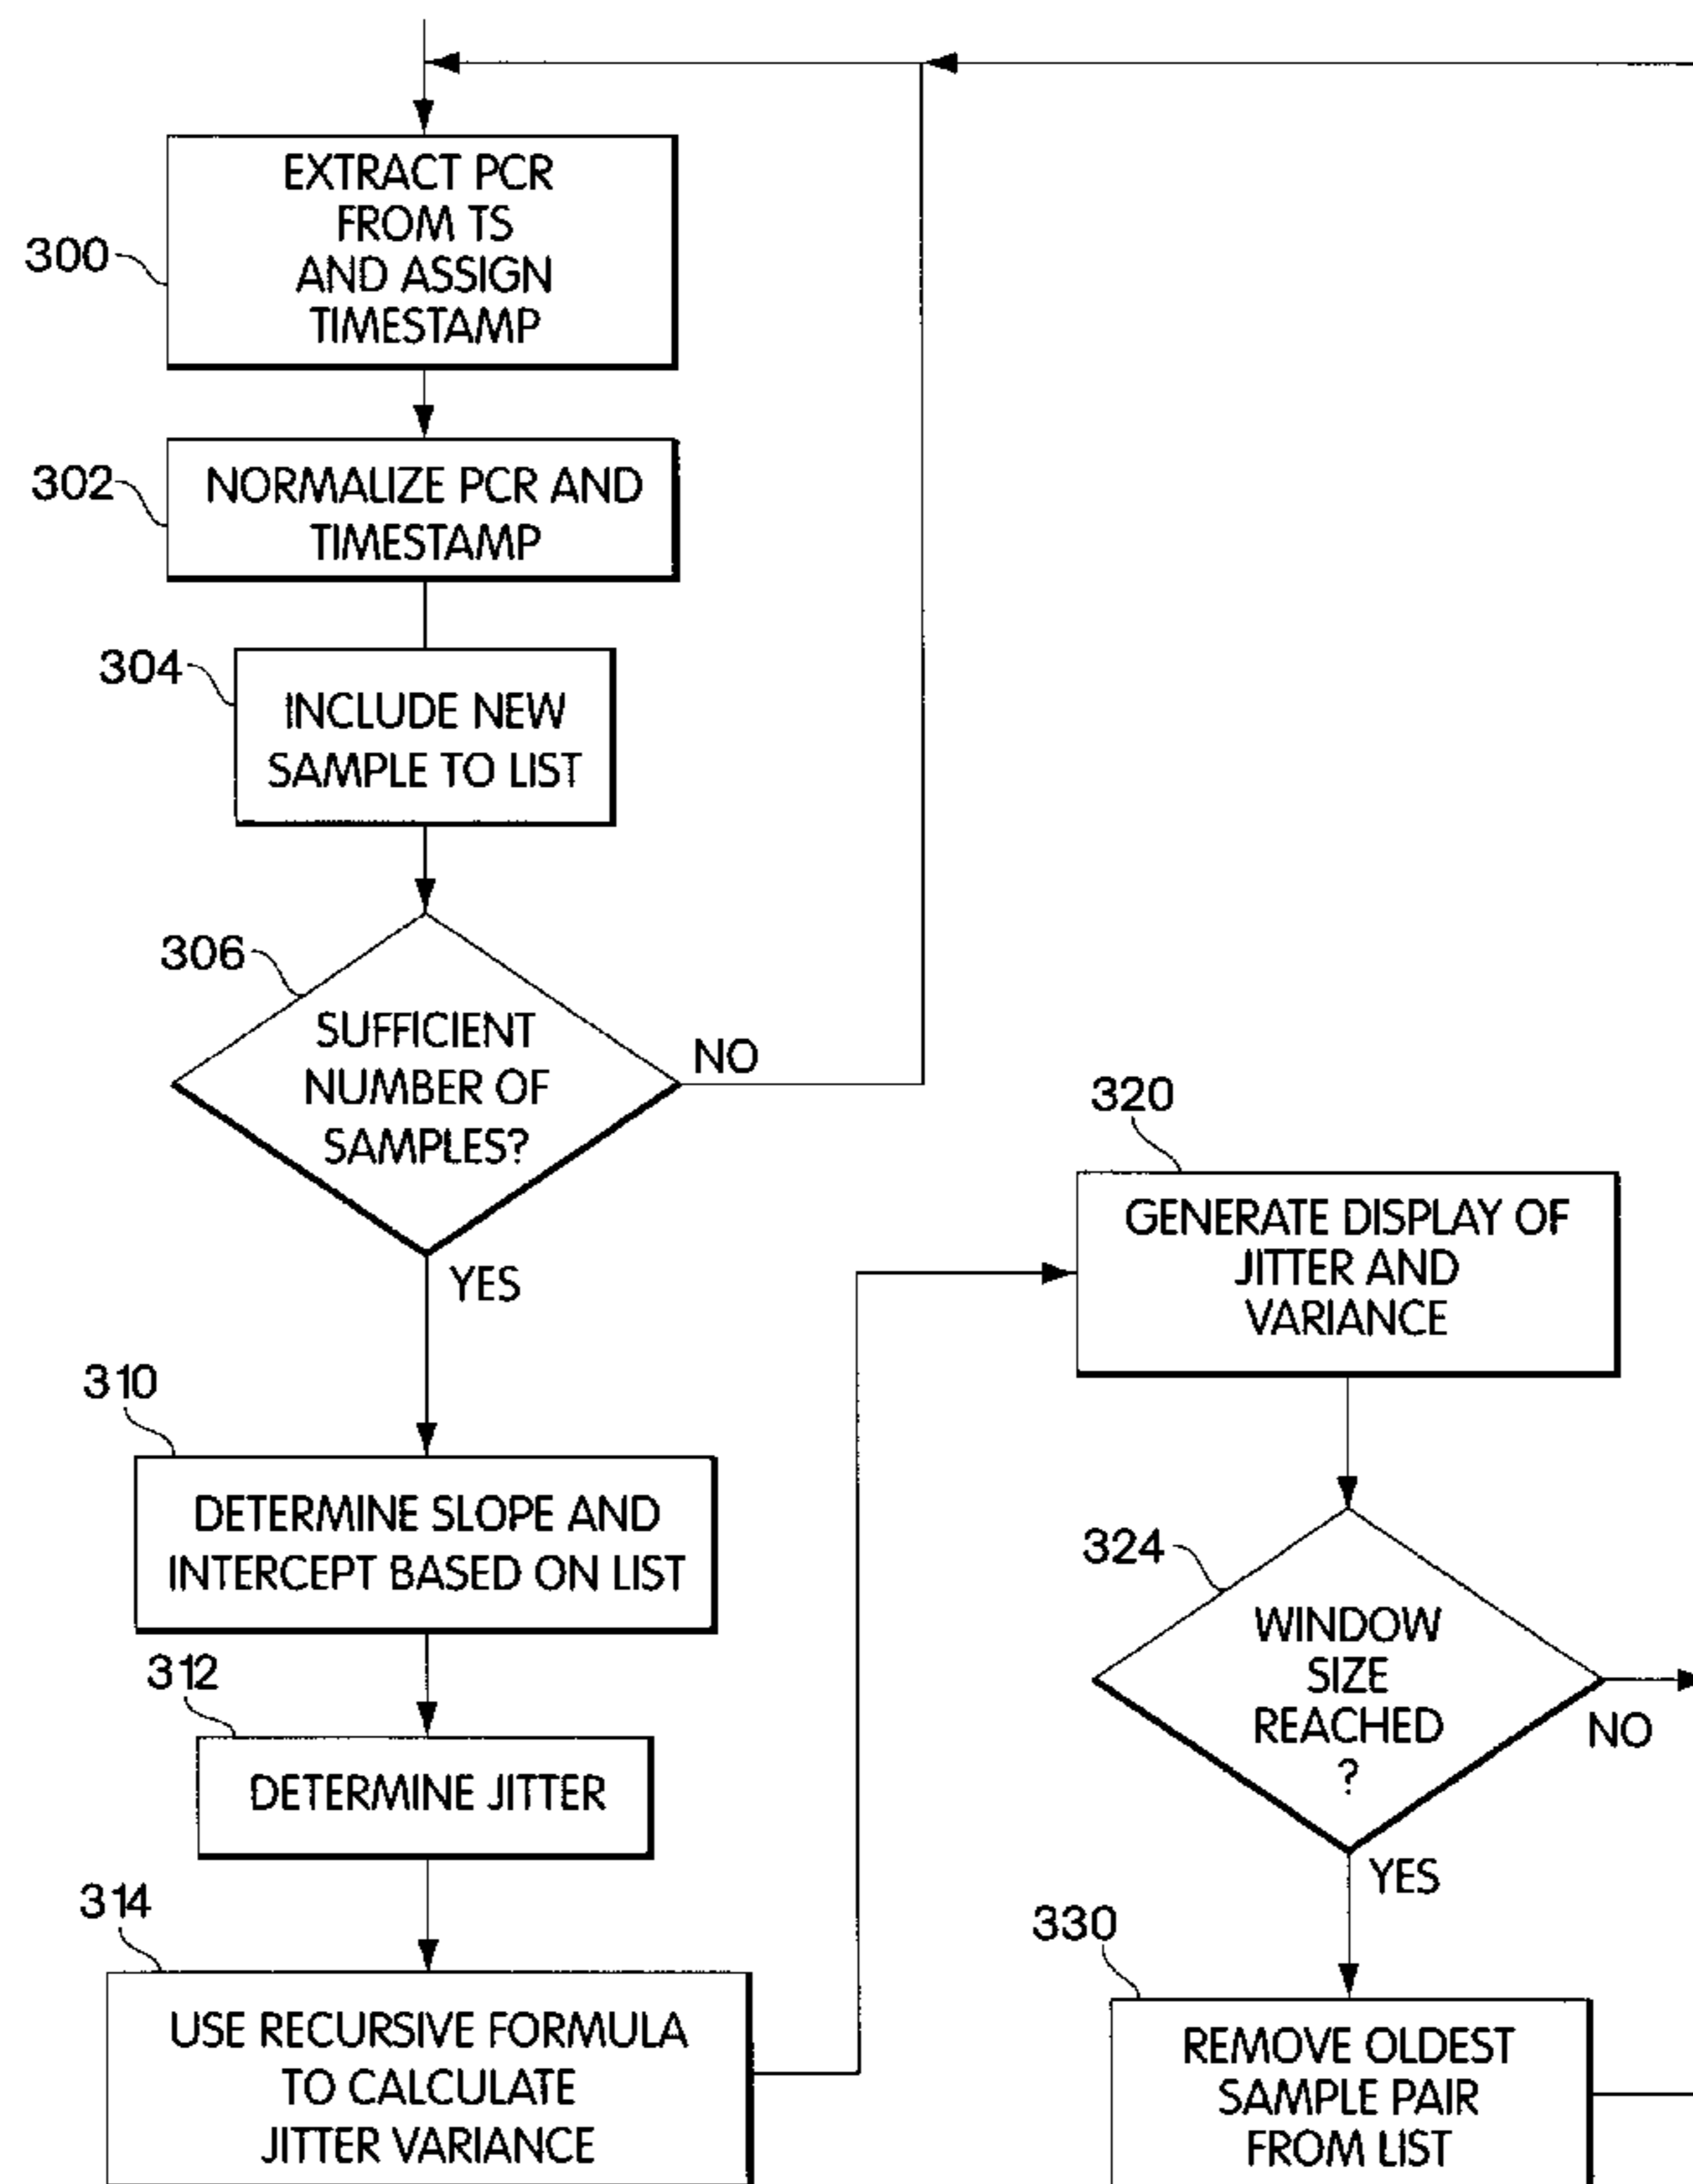 300
EXTRACT PCR
FROM TS
AND ASSIGN
TIMESTAMP
302
NORMALIZE PCR AND
TIMESTAMP
304
INCLUDE NEW
SAMPLE TO LIST
306
SUFFICIENT
NUMBER OF
SAMPLES?
NO
YES
310
DETERMINE SLOPE AND
INTERCEPT BASED ON LIST
312
DETERMINE JITTER
314
USE RECURSIVE FORMULA
TO CALCULATE
JITTER VARIANCE
320
GENERATE DISPLAY OF
JITTER AND
VARIANCE
324
WINDOW
SIZE
REACHED
?
NO
YES
330
REMOVE OLDEST
SAMPLE PAIR
FROM LIST